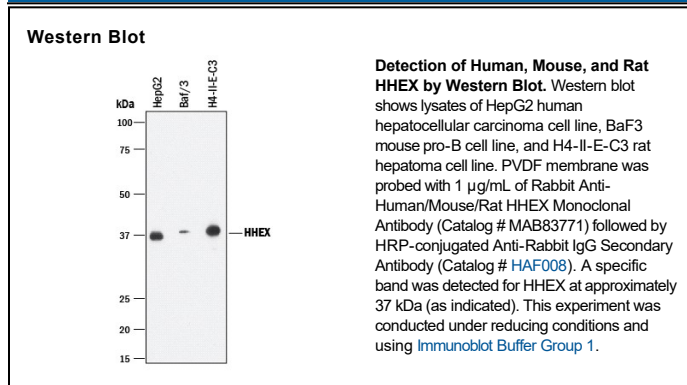 Western Blot
kDa
HepG2
Baf/3
H4-II-E-C3
100
75
50
37
25
20
15
HHEX
Detection of Human, Mouse, and Rat
HHEX by Western Blot. Western blot
shows lysates of HepG2 human
hepatocellular carcinoma cell line, BaF3
mouse pro-B cell line, and H4-II-E-C3 rat
hepatoma cell line. PVDF membrane was
probed with 1 µg/mL of Rabbit Anti-
Human/Mouse/Rat HHEX Monoclonal
Antibody (Catalog # MAB83771) followed by
HRP-conjugated Anti-Rabbit IgG Secondary
Antibody (Catalog # HAF008). A specific
band was detected for HHEX at approximately
37 kDa (as indicated). This experiment was
conducted under reducing conditions and
using Immunoblot Buffer Group 1.